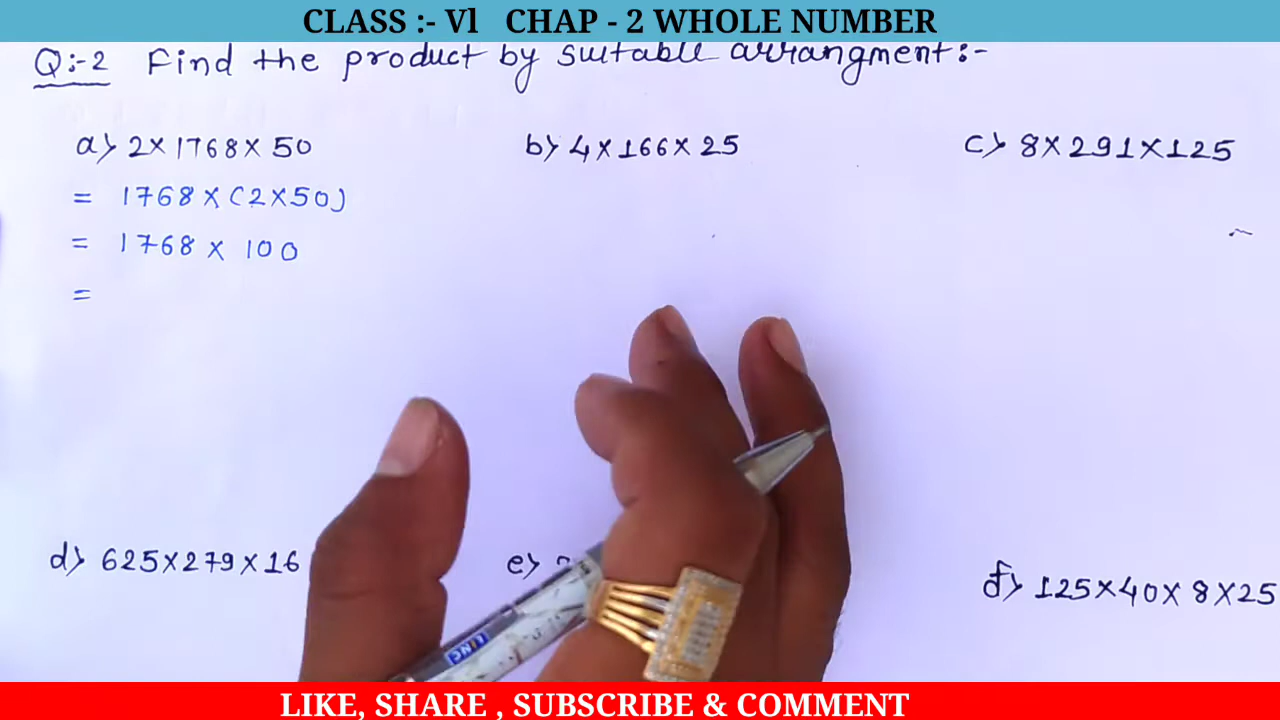 CLASS :- Vl CHAP - 2 WHOLE NUMBER
Q:-2 Find the product by suitable arrangment:-
a) 2×1768×50
= 1768×(2×50)
= 1768 × 100
=
b) 4×166×25
c) 8×291×125
d) 625×279×16
e)
f) 125×40×8×25
LINC
LIKE, SHARE , SUBSCRIBE & COMMENT